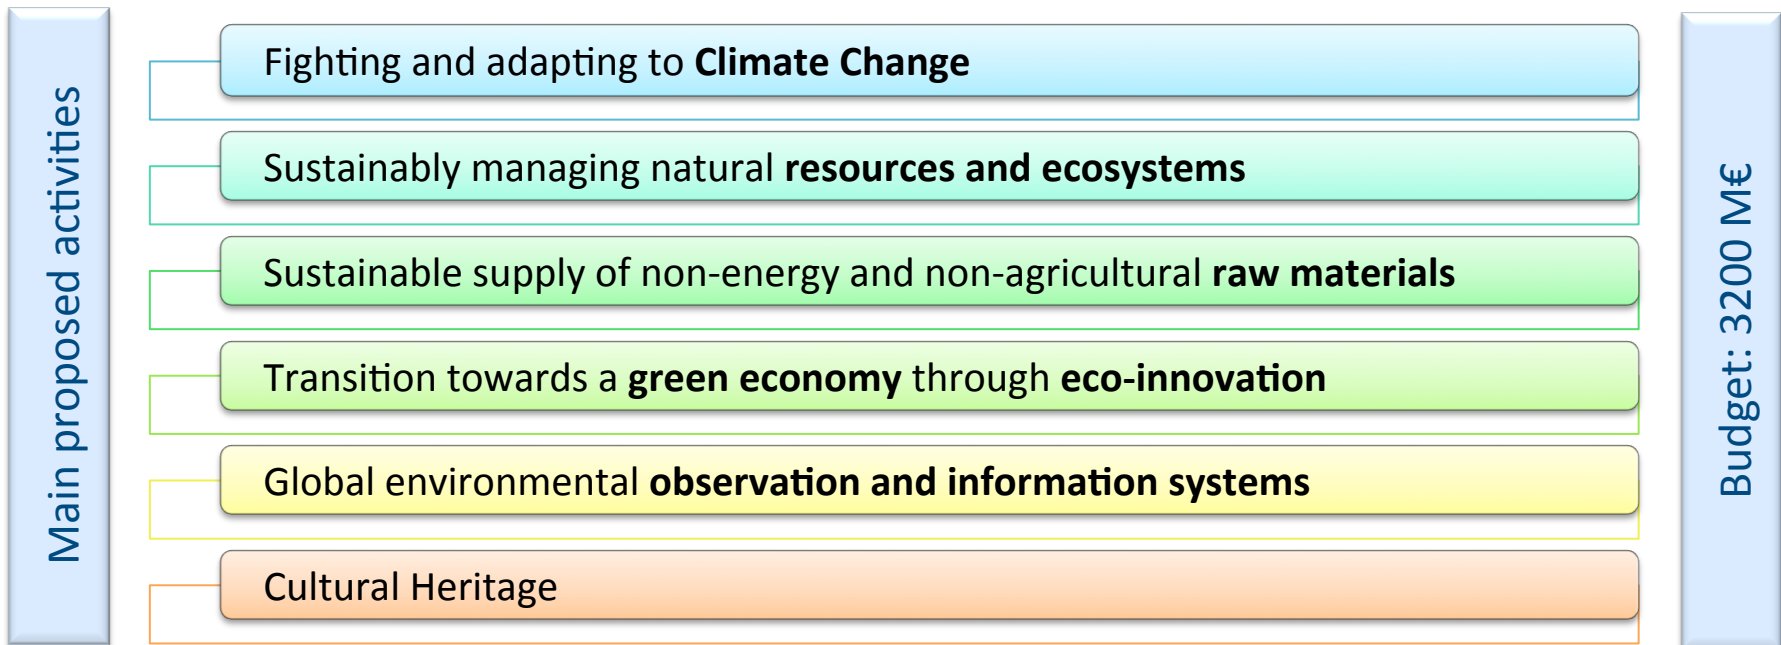 Main proposed activities
Fighting and adapting to Climate Change
Sustainably managing natural resources and ecosystems
Sustainable supply of non-energy and non-agricultural raw materials
Transition towards a green economy through eco-innovation
Global environmental observation and information systems
Cultural Heritage
Budget: 3200 M€